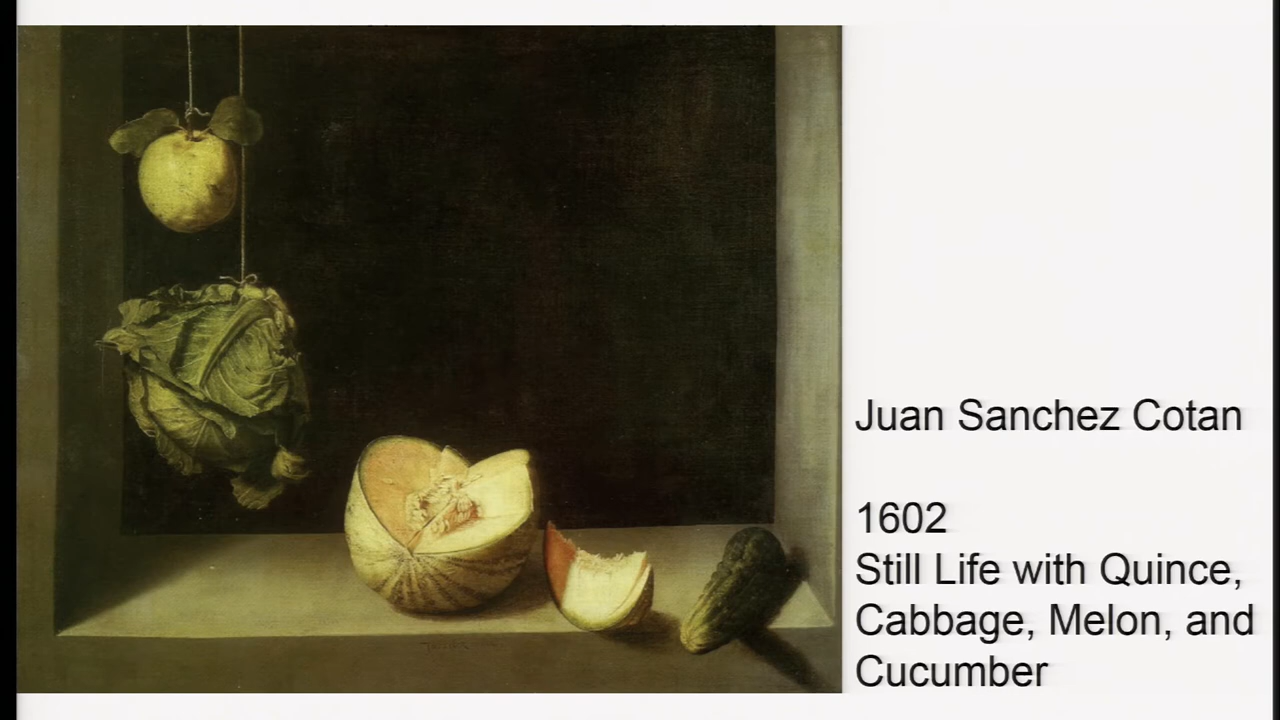 Juan Sanchez Cotan
1602
Still Life with Quince,
Cabbage, Melon, and
Cucumber